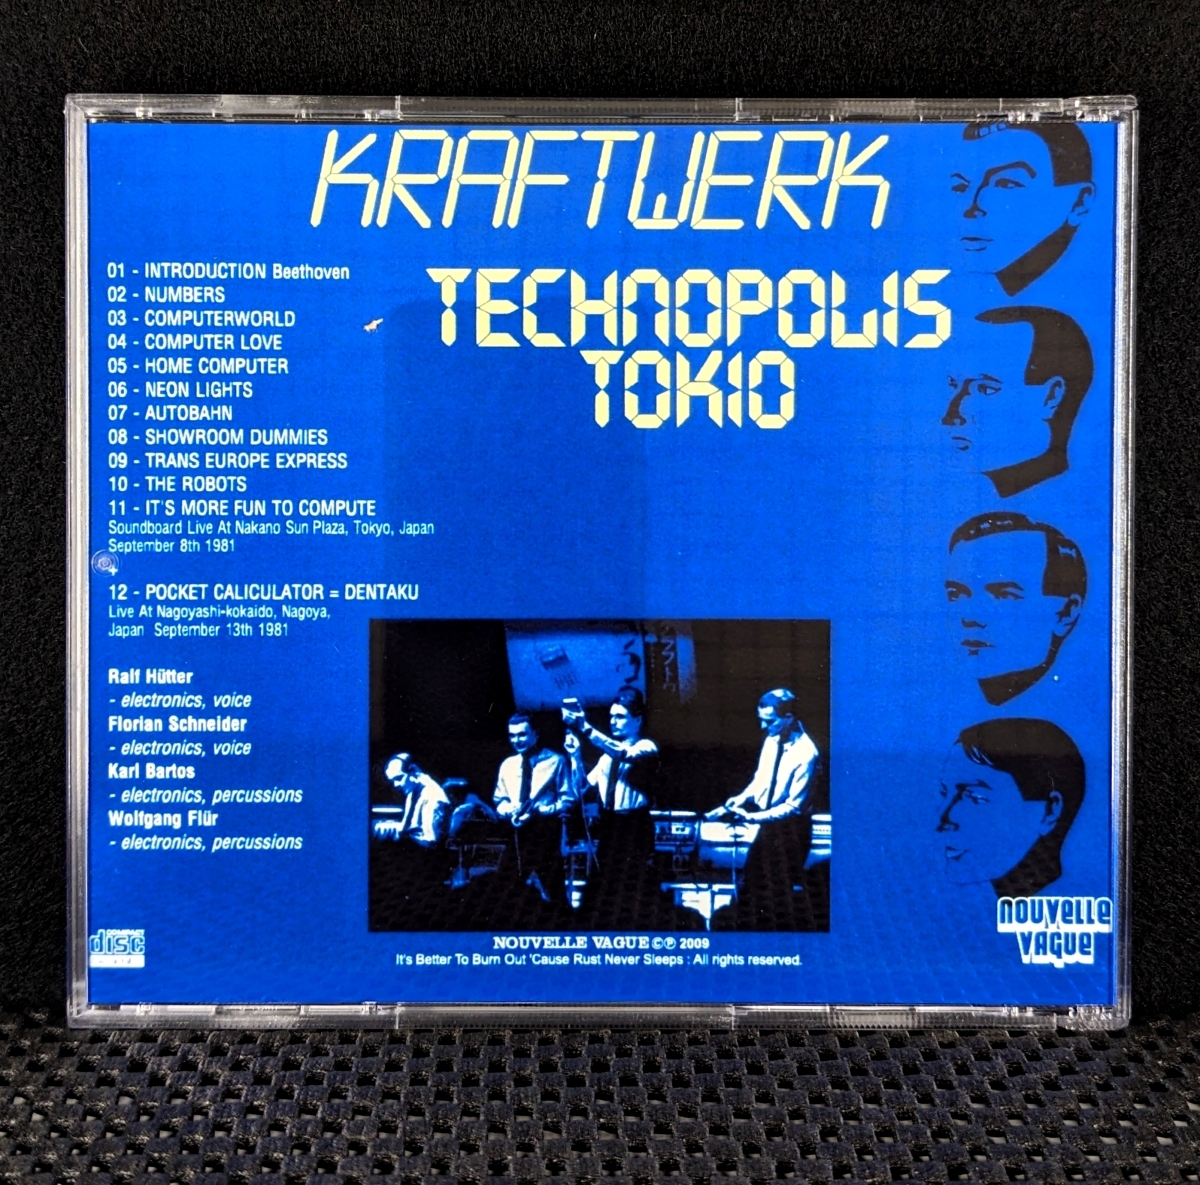 KRAFTWERK
TECHNOPOLIS
TOKIO
01 - INTRODUCTION Beethoven
02 - NUMBERS
03 - COMPUTERWORLD
04 - COMPUTER LOVE
05 - HOME COMPUTER
06 - NEON LIGHTS
07 - AUTOBAHN
08 - SHOWROOM DUMMIES
09 - TRANS EUROPE EXPRESS
10 - THE ROBOTS
11 - IT'S MORE FUN TO COMPUTE
Soundboard Live At Nakano Sun Plaza, Tokyo, Japan
September 8th 1981
+
12 - POCKET CALICULATOR = DENTAKU
Live At Nagoyashi-kokaido, Nagoya,
Japan September 13th 1981
Ralf Hütter
- electronics, voice
Florian Schneider
- electronics, voice
Karl Bartos
- electronics, percussions
Wolfgang Flür
- electronics, percussions
COMPACT
disc
NOUVELLE VAGUE ©℗ 2009
It's Better To Burn Out 'Cause Rust Never Sleeps : All rights reserved.
NOUVELLE
VAGUE